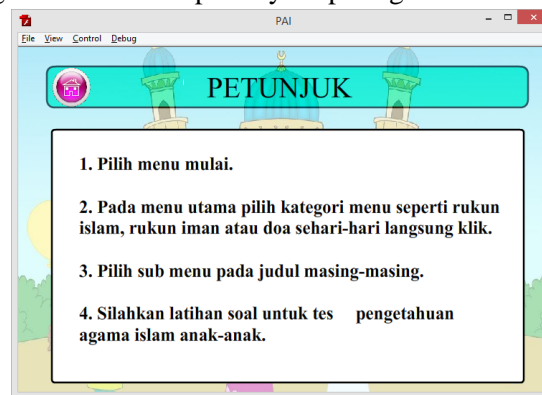 PAI
File View Control Debug
PETUNJUK
1. Pilih menu mulai.
2. Pada menu utama pilih kategori menu seperti rukun
islam, rukun iman atau doa sehari-hari langsung klik.
3. Pilih sub menu pada judul masing-masing.
4. Silahkan latihan soal untuk tes pengetahuan
agama islam anak-anak.